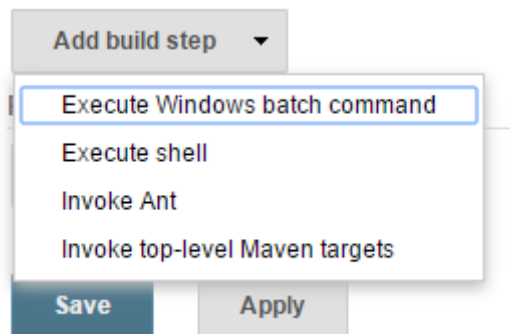 Add build step
Execute Windows batch command
Execute shell
Invoke Ant
Invoke top-level Maven targets
Save
Apply